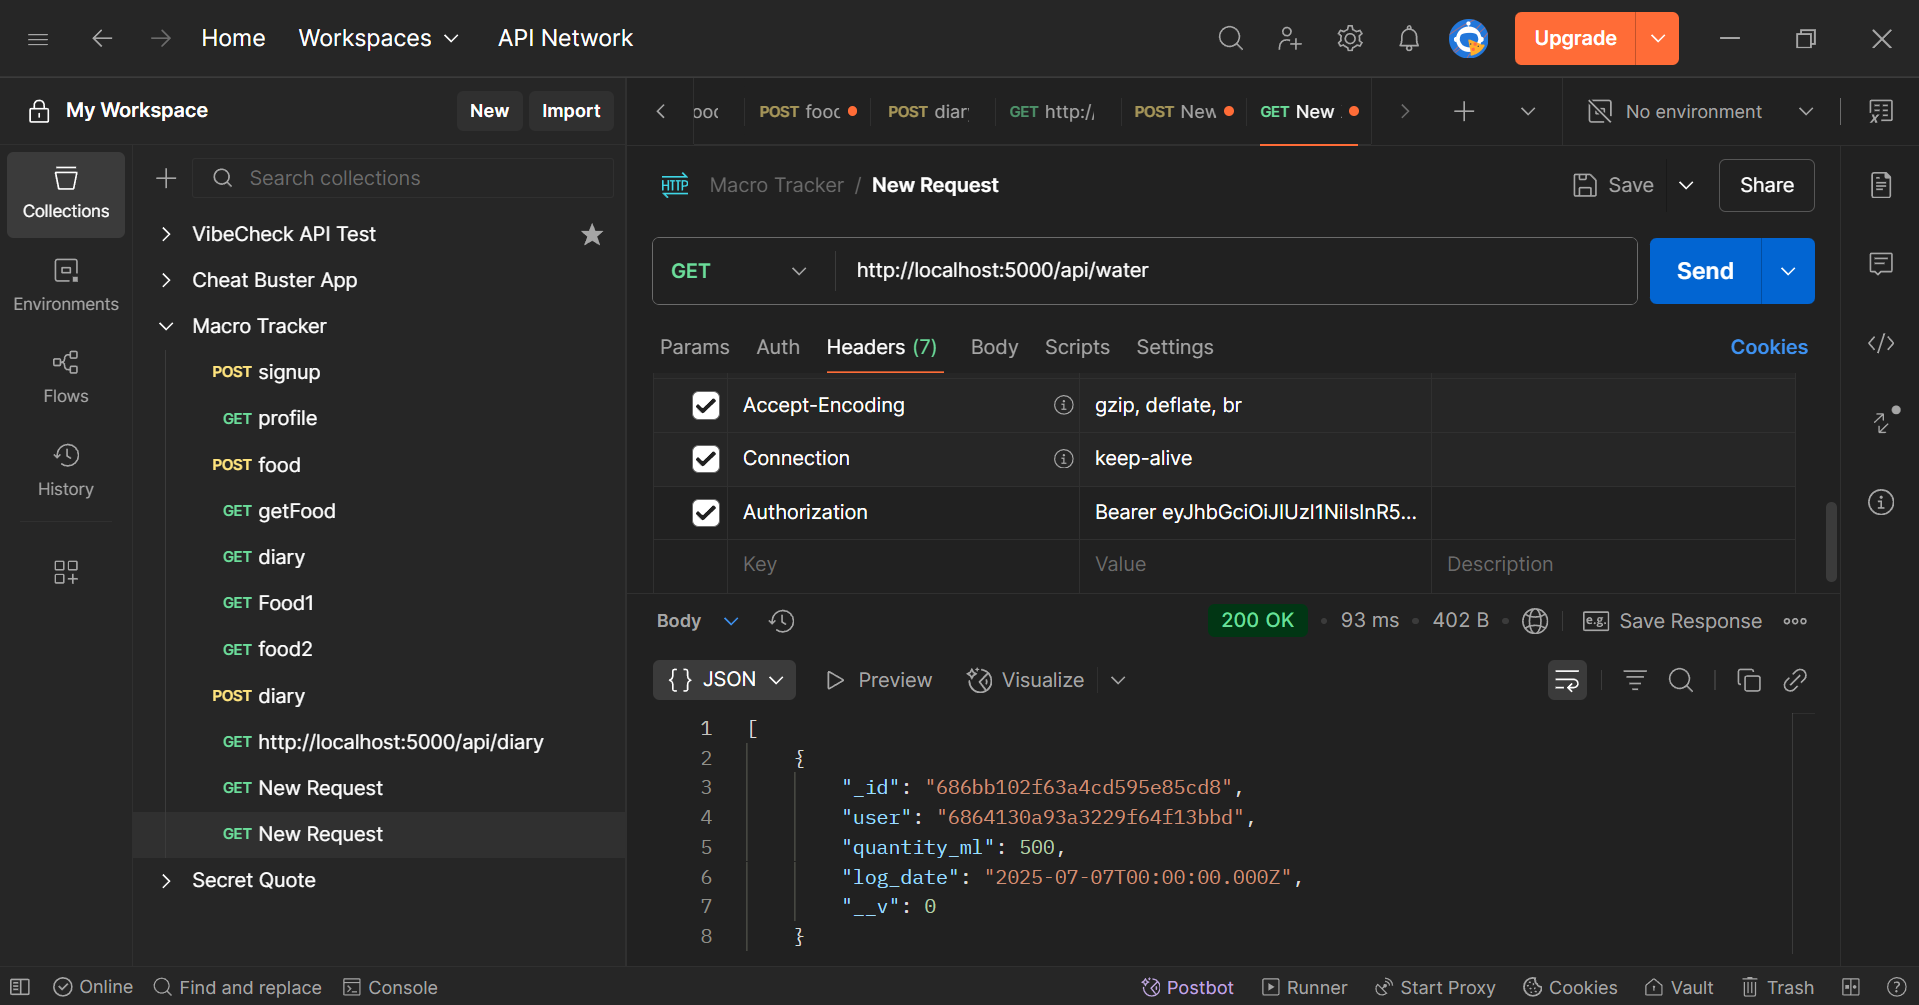 Home Workspaces API Network Upgrade
My Workspace New Import
POST food POST diary GET http:/ POST New GET New No environment
Collections
Environments
Flows
History
Search collections
VibeCheck API Test
Cheat Buster App
Macro Tracker
POST signup
GET profile
POST food
GET getFood
GET diary
GET Food1
GET food2
POST diary
GET http://localhost:5000/api/diary
GET New Request
GET New Request
Secret Quote
HTTP Macro Tracker / New Request Save Share
GET http://localhost:5000/api/water Send
Params Auth Headers (7) Body Scripts Settings Cookies
Accept-Encoding gzip, deflate, br
Connection keep-alive
Authorization Bearer eyJhbGciOiJIUzI1NiIsInR5...
Key Value Description
Body 200 OK • 93 ms • 402 B • e.g. Save Response
{} JSON Preview Visualize
1 [
2 {
3 "_id": "686bb102f63a4cd595e85cd8",
4 "user": "6864130a93a3229f64f13bbd",
5 "quantity_ml": 500,
6 "log_date": "2025-07-07T00:00:00.000Z",
7 "__v": 0
8 }
Online Find and replace Console Postbot Runner Start Proxy Cookies Vault Trash